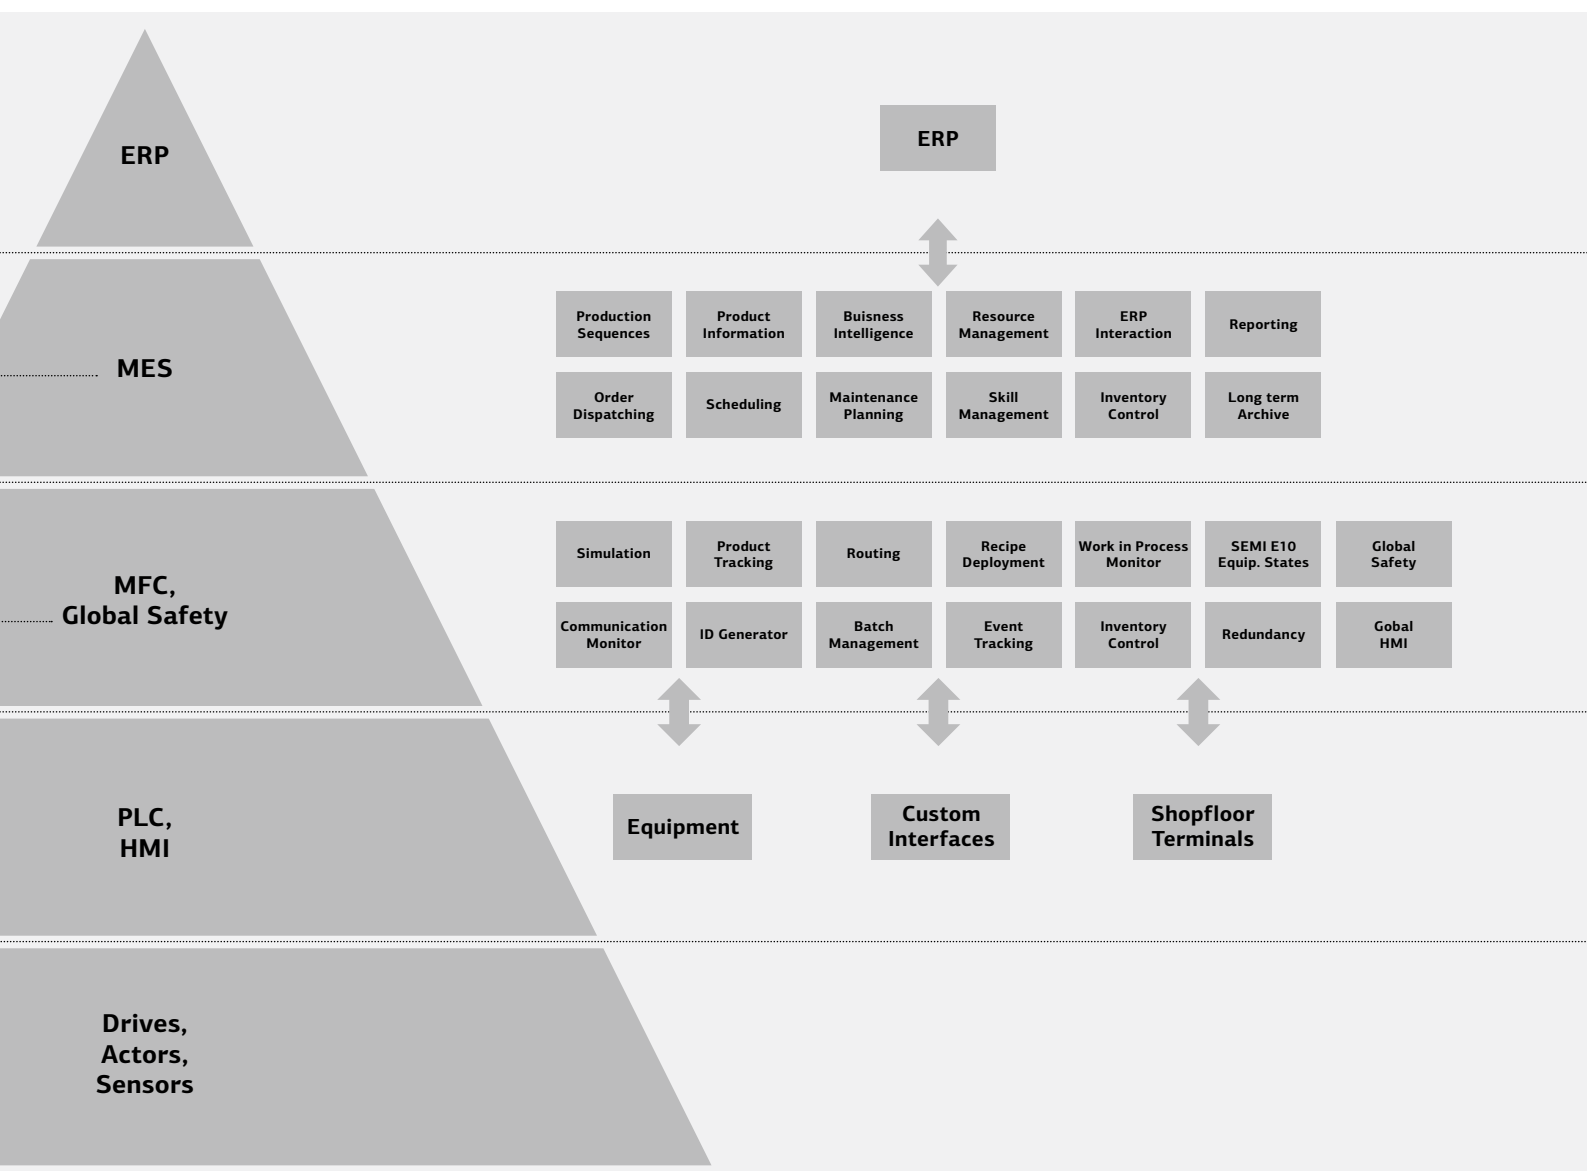 ERP
ERP
Production
Sequences
Product
Information
Buisness
Intelligence
Resource
Management
ERP
Interaction
Reporting
MES
Order
Dispatching
Scheduling
Maintenance
Planning
Skill
Management
Inventory
Control
Long term
Archive
MFC,
Global Safety
Simulation
Product
Tracking
Routing
Recipe
Deployment
Work in Process
Monitor
SEMI E10
Equip. States
Global
Safety
Communication
Monitor
ID Generator
Batch
Management
Event
Tracking
Inventory
Control
Redundancy
Gobal
HMI
PLC,
HMI
Equipment
Custom
Interfaces
Shopfloor
Terminals
Drives,
Actors,
Sensors